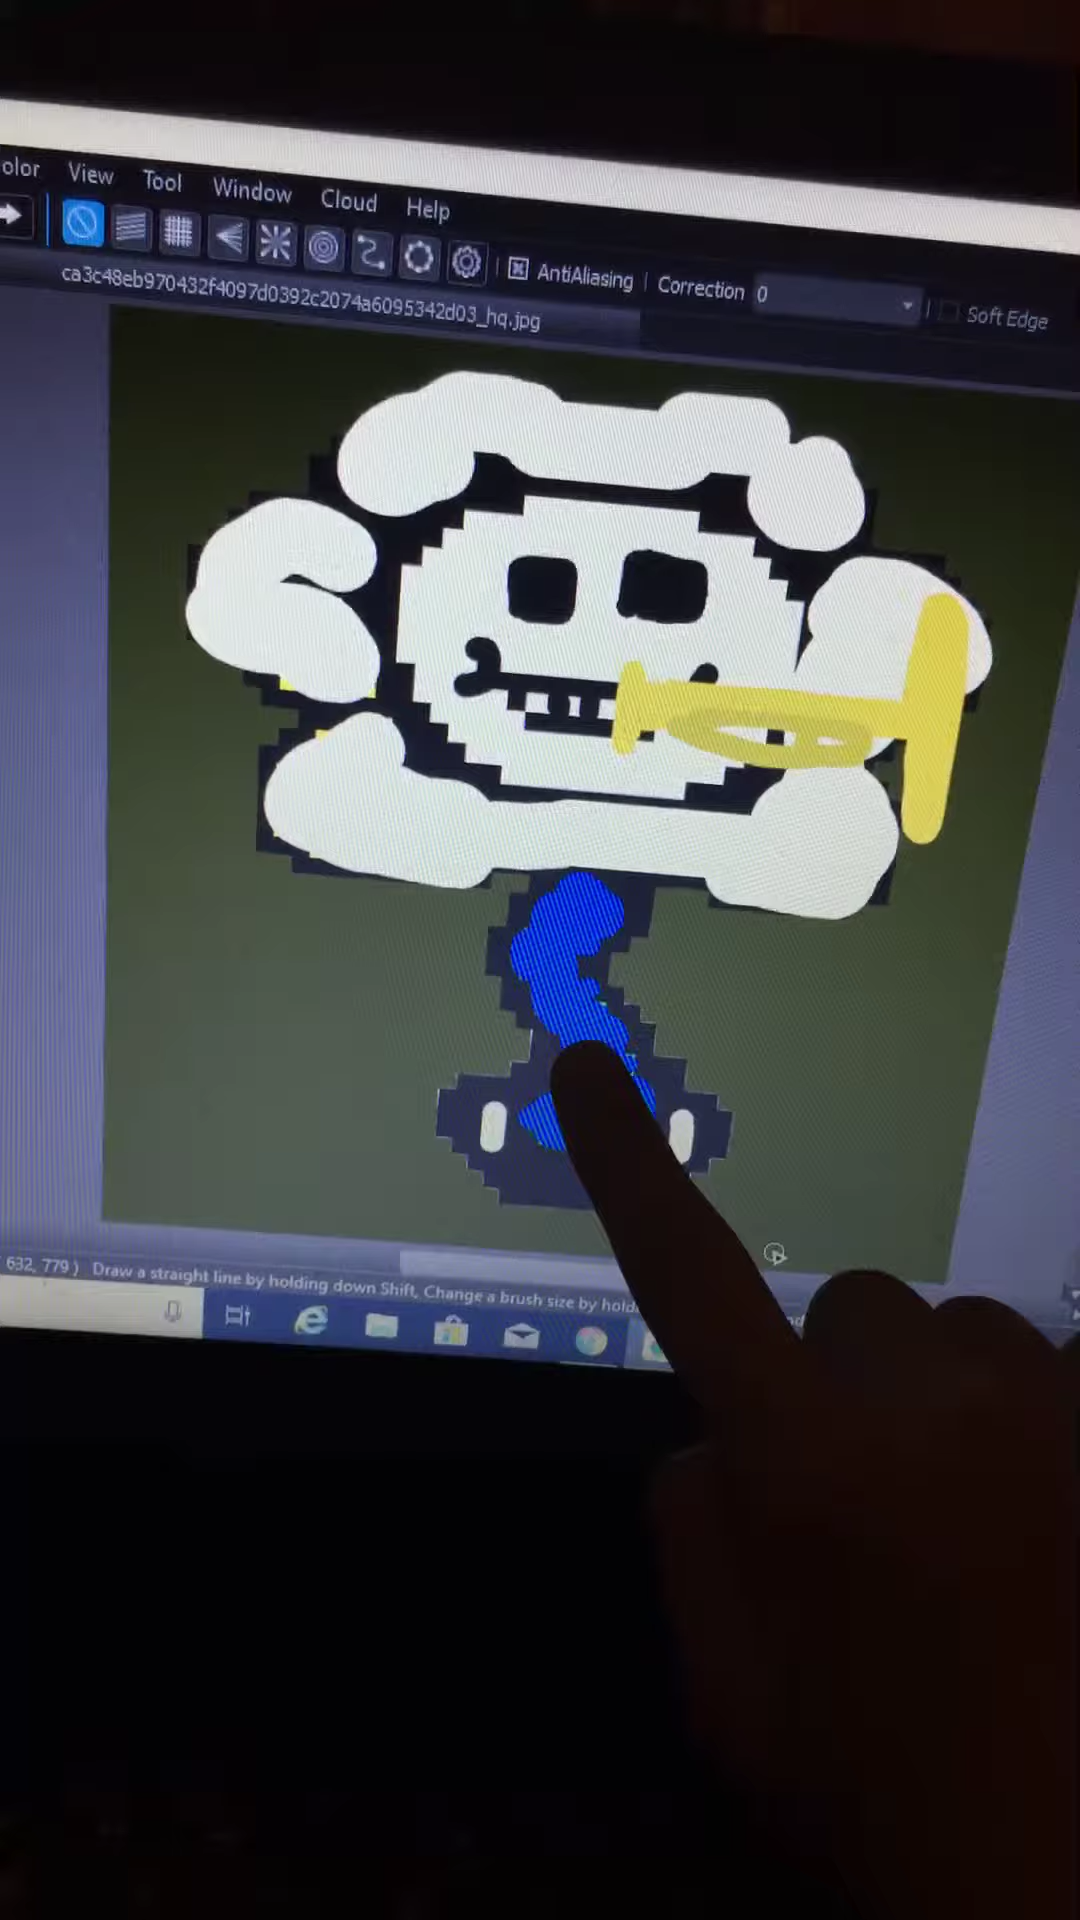 olor View Tool Window Cloud Help
AntiAliasing Correction 0 Soft Edge
ca3c48eb970432f4097d0392c2074a6095342d03_hq.jpg
632, 779 ) Draw a straight line by holding down Shift, Change a brush size by